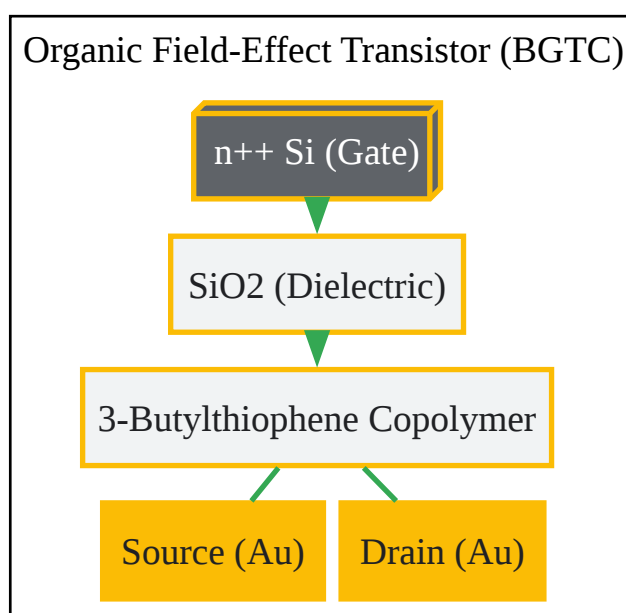 Organic Field-Effect Transistor (BGTC)
n++ Si (Gate)
SiO2 (Dielectric)
3-Butylthiophene Copolymer
Source (Au)
Drain (Au)